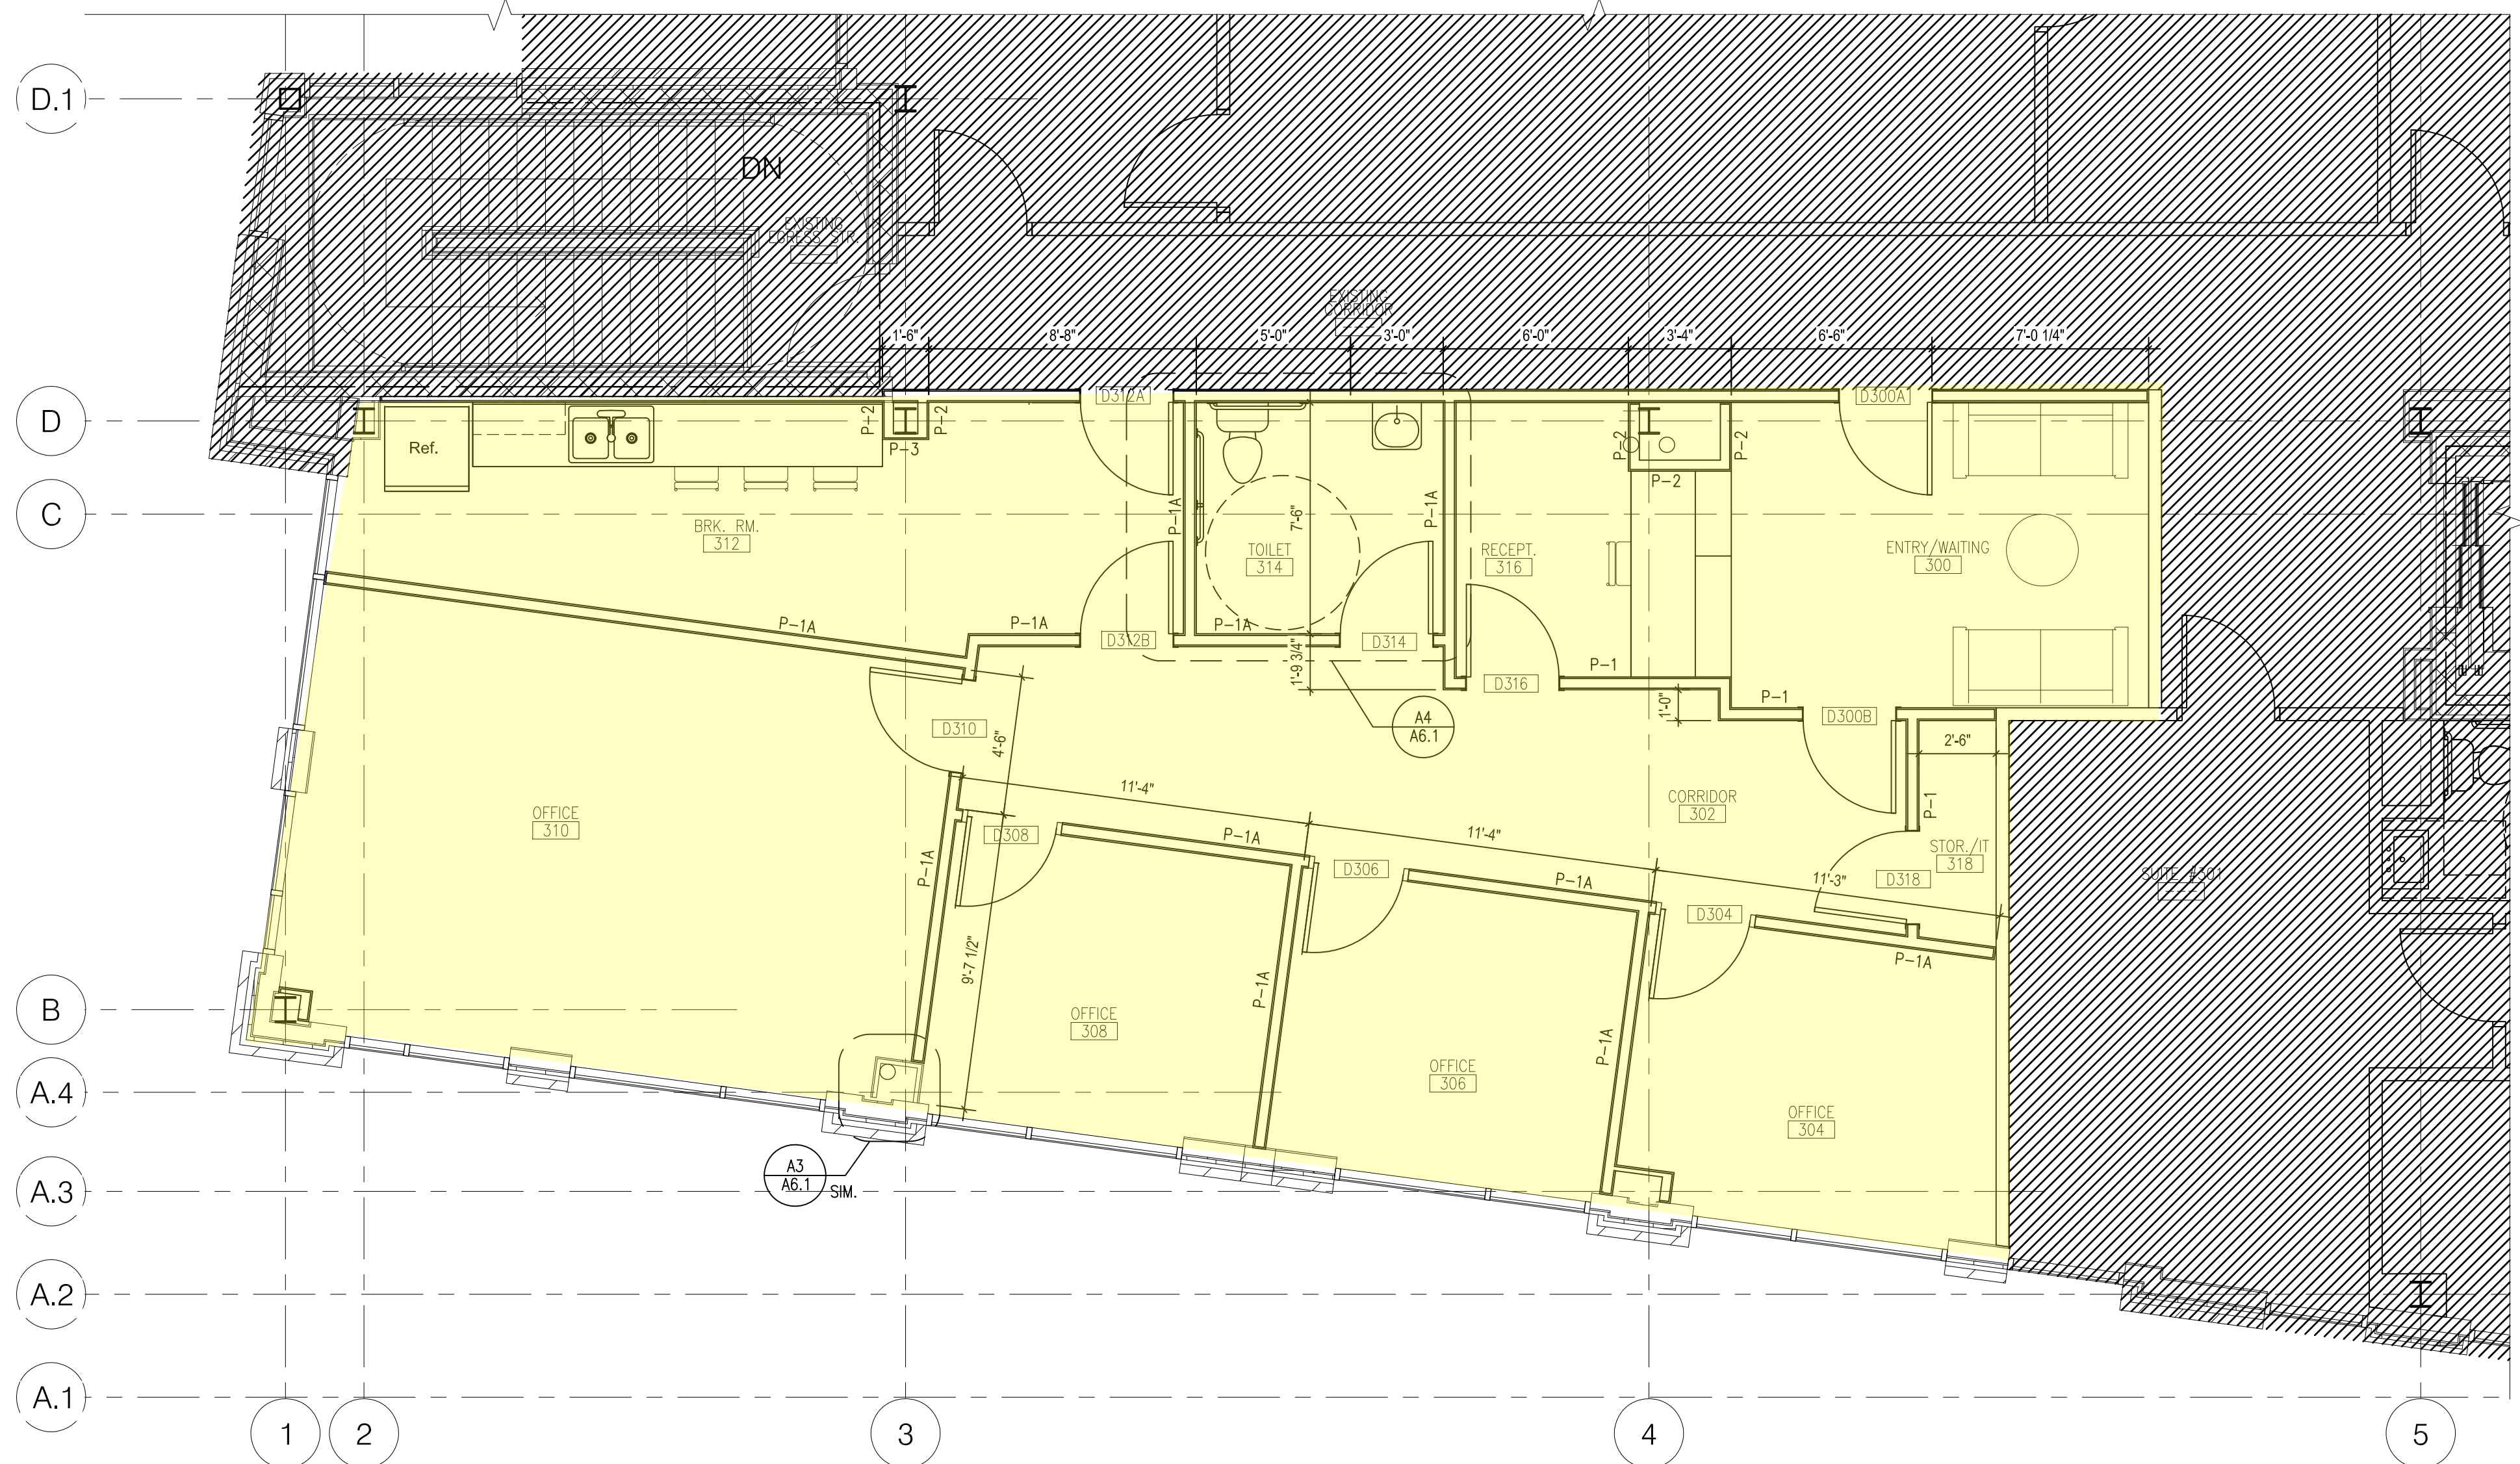 D.1
DN
EXISTING
EGRESS STR.
EXISTING
CORRIDOR
1'-6"
8'-8"
5'-0"
3'-0"
6'-0"
3'-4"
6'-6"
7'-0 1/4"
D
D312A
D300A
P-2
P-2
P-3
Ref.
P-2
P-2
P-2
C
BRK. RM.
312
P-1A
7'-6"
P-1A
TOILET
314
RECEPT.
316
ENTRY/WAITING
300
P-1A
P-1A
D312B
P-1A
D314
1'-9 3/4"
P-1
D316
P-1
1'-0"
D300B
D310
4'-6"
A4
A6.1
2'-6"
11'-4"
CORRIDOR
302
P-1
OFFICE
310
D308
P-1A
11'-4"
STOR./IT
318
P-1A
D306
P-1A
11'-3"
D318
SUITE #301
D304
9'-7 1/2"
P-1A
P-1A
B
OFFICE
308
P-1A
A.4
OFFICE
306
OFFICE
304
A3
A6.1
SIM.
A.3
A.2
A.1
1
2
3
4
5